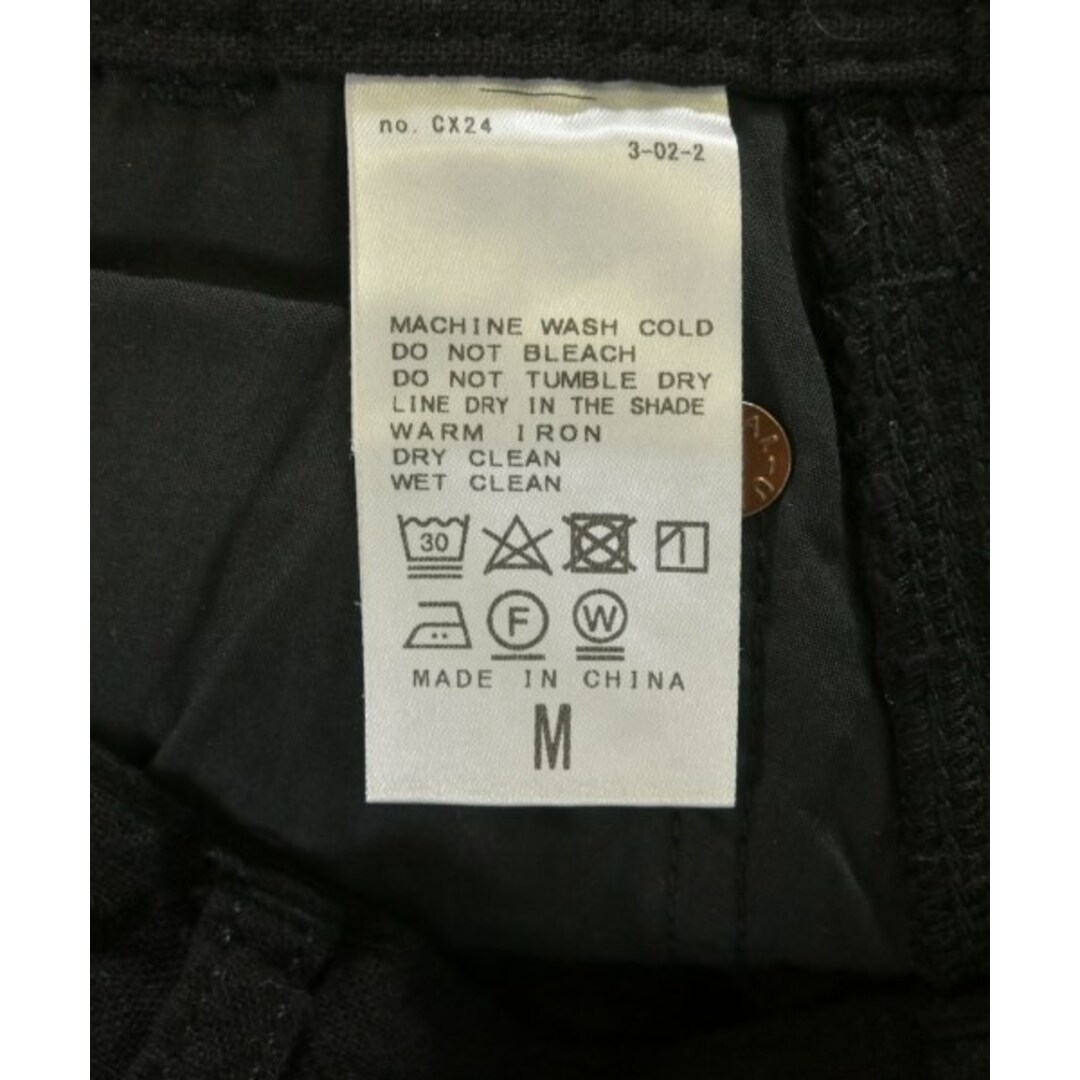 no. CX24
3-02-2
MACHINE WASH COLD
DO NOT BLEACH
DO NOT TUMBLE DRY
LINE DRY IN THE SHADE
WARM IRON
DRY CLEAN
WET CLEAN
30
F W
MADE IN CHINA
M